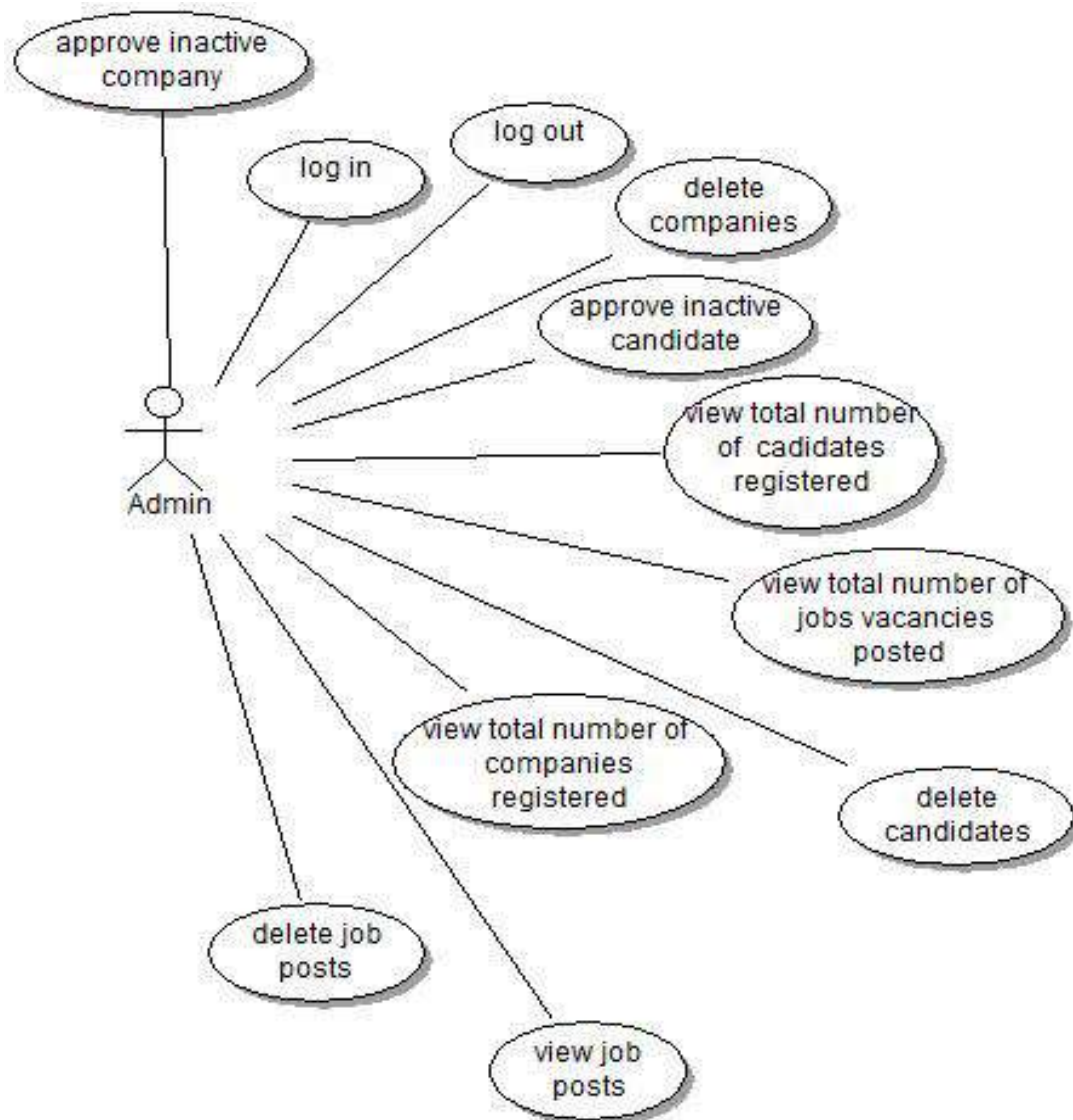 approve inactive
company
log in
log out
delete
companies
approve inactive
candidate
view total number
of cadidates
registered
Admin
view total number of
jobs vacancies
posted
view total number of
companies
registered
delete
candidates
delete job
posts
view job
posts